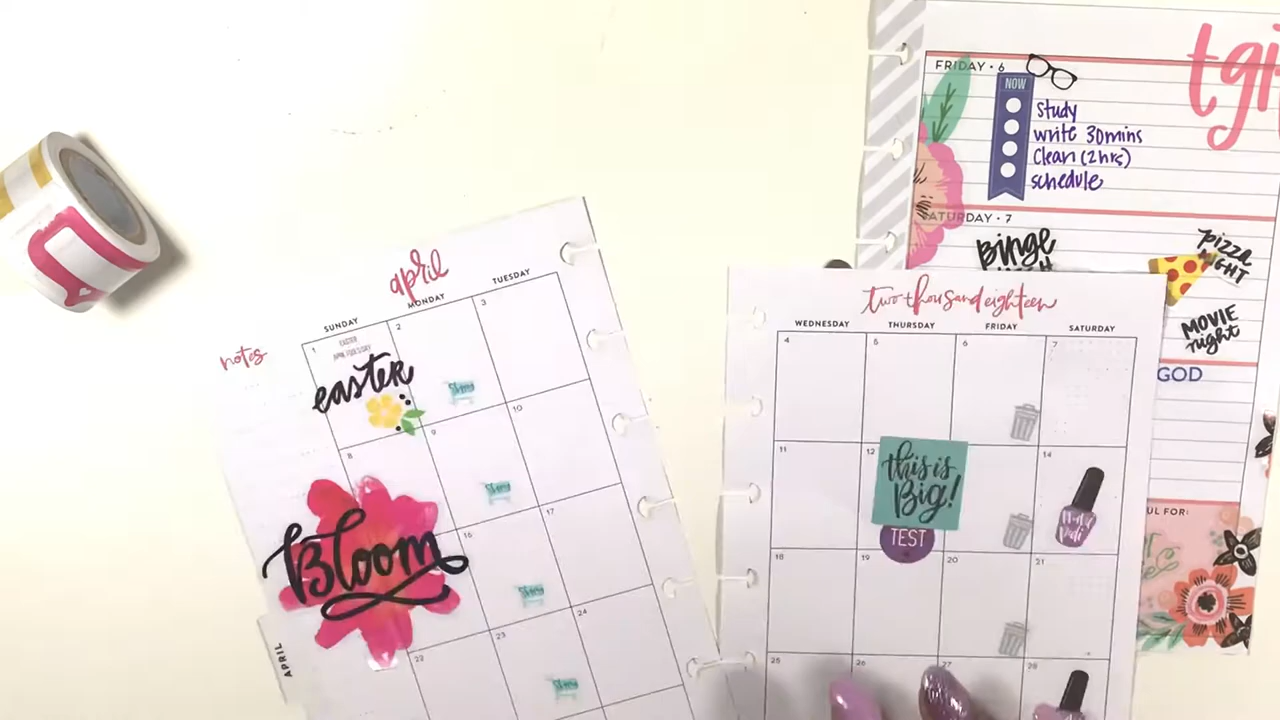 april
SUNDAY
MONDAY
TUESDAY
notes
1
2
3
EASTER
easter
8
9
10
Bloom
16
17
22
23
24
APRIL
two thousand eighteen
WEDNESDAY
THURSDAY
FRIDAY
SATURDAY
4
5
6
7
11
12
14
this is
Big!
TEST
18
19
20
21
25
26
27
28
tgi
FRIDAY • 6
NOW
study
write 30mins
clean (2hrs)
schedule
SATURDAY • 7
Binge
pizza
NIGHT
MOVIE
night
GOD
UL FOR: